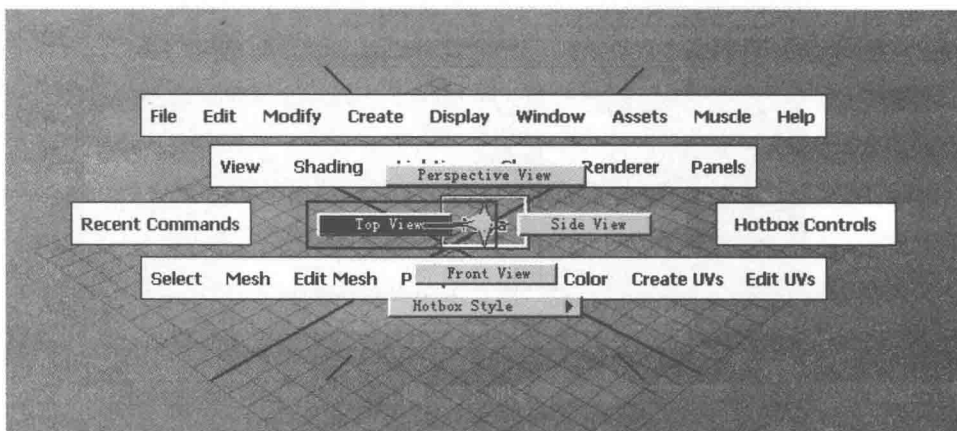 File Edit Modify Create Display Window Assets Muscle Help
View Shading Renderer Panels
Perspective View
Recent Commands Top View Side View Hotbox Controls
Select Mesh Edit Mesh Color Create UVs Edit UVs
Front View
Hotbox Style